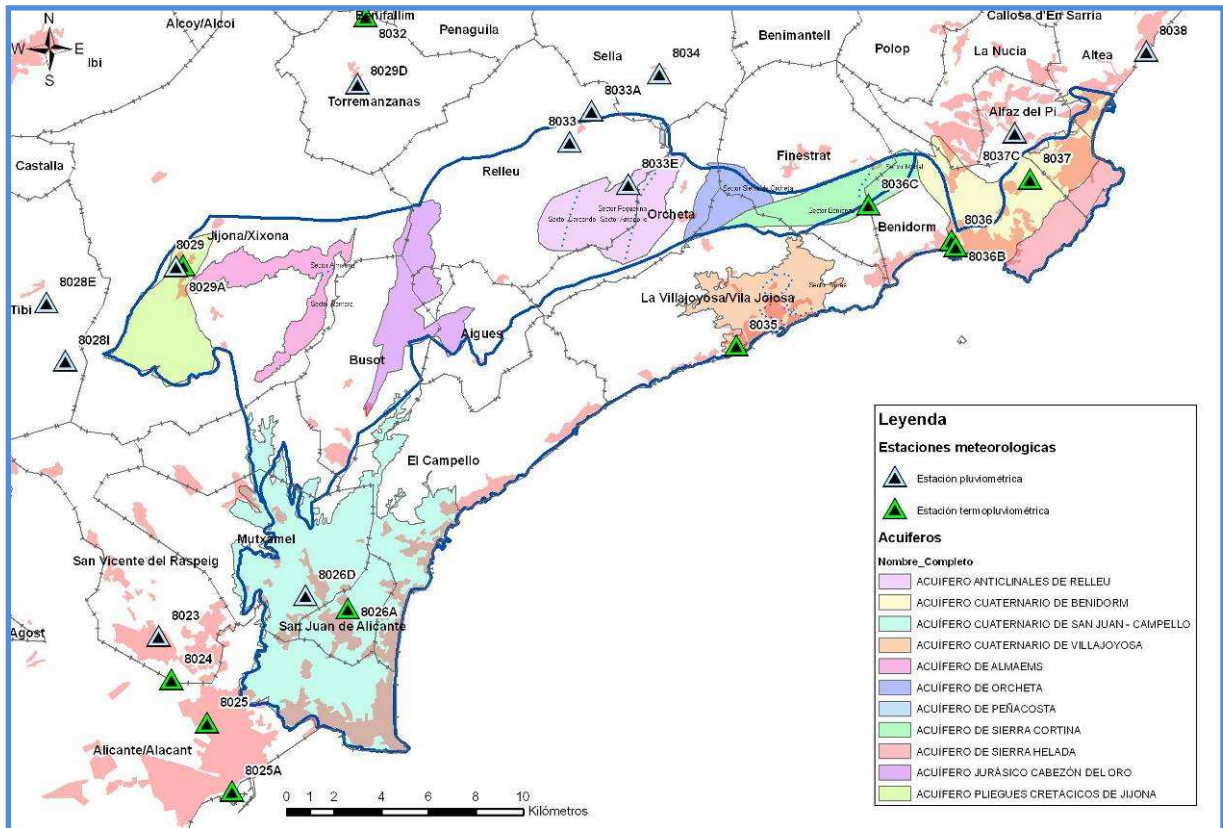 Alcoy/Alcoi
Benifallim
8032
Penaguila
Benimantell
Callosa d'En Sarria
N
W
E
S
Ibi
Sella
8034
Polop
La Nucia
8038
Altea
8029D
Torremanzanas
8033A
8033
Alfaz del Pi
Castalla
Relleu
8033E
Finestrat
8037C
8037
8036C
Orcheta
Jijona/Xixona
8029
Benidorm
8036
8036B
8029A
8028E
Tibi
La Villajoyosa/Vila Joiosa
8035
Aigues
8028I
Busot
El Campello
Mutxamel
San Vicente del Raspeig
8026D
8026A
San Juan de Alicante
8023
Agost
8024
8025
Alicante/Alacant
8025A
0 1 2 4 6 8 10
Kilómetros
Leyenda
Estaciones meteorologicas
Estación pluviométrica
Estación termopluviométrica
Acuíferos
Nombre_Completo
ACUÍFERO ANTICLINALES DE RELLEU
ACUÍFERO CUATERNARIO DE BENIDORM
ACUÍFERO CUATERNARIO DE SAN JUAN - CAMPELLO
ACUÍFERO CUATERNARIO DE VILLAJOYOSA
ACUÍFERO DE ALMAEMS
ACUÍFERO DE ORCHETA
ACUÍFERO DE PEÑACOSTA
ACUÍFERO DE SIERRA CORTINA
ACUÍFERO DE SIERRA HELADA
ACUÍFERO JURÁSICO CABEZÓN DEL ORO
ACUÍFERO PLIEGUES CRETÁCICOS DE JIJONA